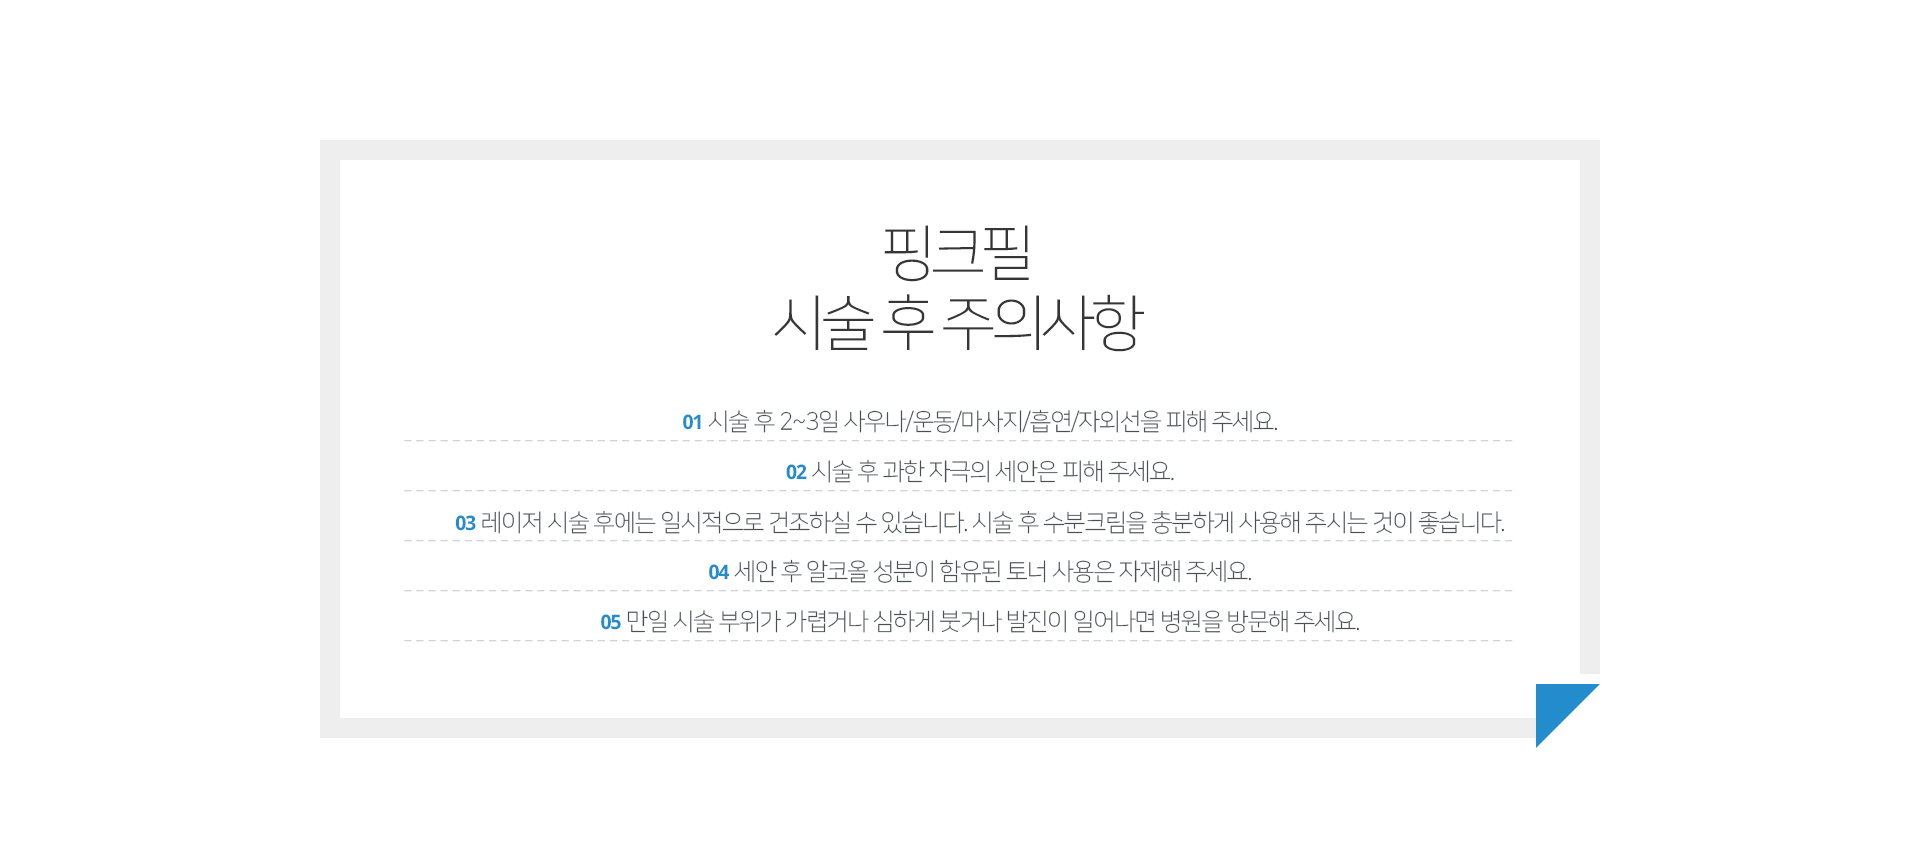 핑크필
시술 후 주의사항
01 시술 후 2~3일 사우나/운동/마사지/흡연/자외선을 피해 주세요.
02 시술 후 과한 자극의 세안은 피해 주세요.
03 레이저 시술 후에는 일시적으로 건조하실 수 있습니다. 시술 후 수분크림을 충분하게 사용해 주시는 것이 좋습니다.
04 세안 후 알코올 성분이 함유된 토너 사용은 자제해 주세요.
05 만일 시술 부위가 가렵거나 심하게 붓거나 발진이 일어나면 병원을 방문해 주세요.